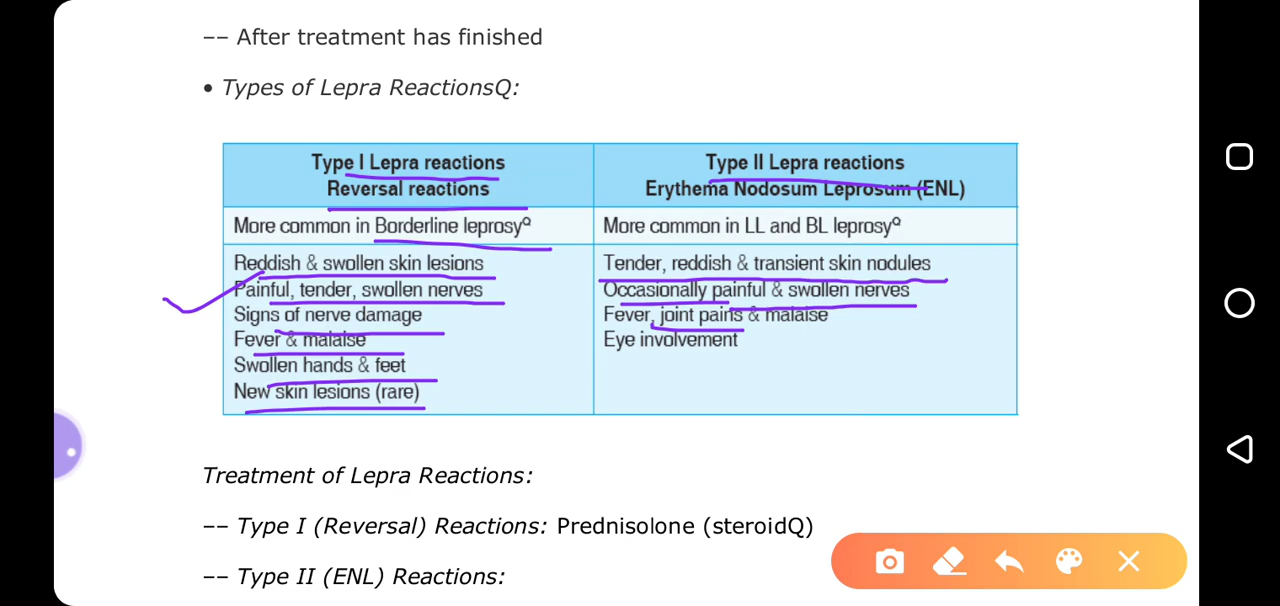 –– After treatment has finished
• Types of Lepra ReactionsQ:
Type I Lepra reactions
Reversal reactions
Type II Lepra reactions
Erythema Nodosum Leprosum (ENL)
More common in Borderline leprosyQ
More common in LL and BL leprosyQ
Reddish & swollen skin lesions
Painful, tender, swollen nerves
Signs of nerve damage
Fever & malaise
Swollen hands & feet
New skin lesions (rare)
Tender, reddish & transient skin nodules
Occasionally painful & swollen nerves
Fever, joint pains & malaise
Eye involvement
Treatment of Lepra Reactions:
–– Type I (Reversal) Reactions: Prednisolone (steroidQ)
–– Type II (ENL) Reactions: